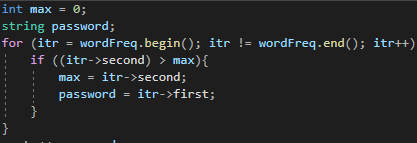 int max = 0;
string password;
for (itr = wordFreq.begin(); itr != wordFreq.end(); itr++)
    if ((itr->second) > max){
        max = itr->second;
        password = itr->first;
    }
}